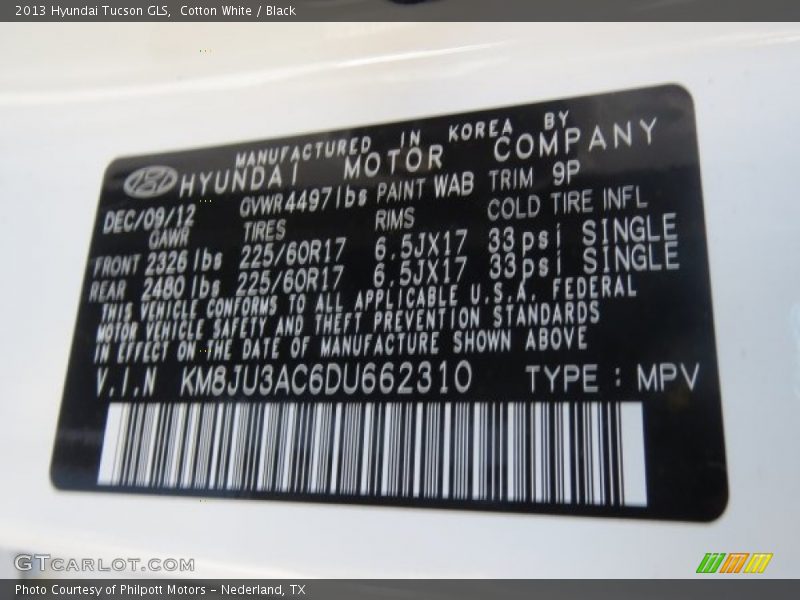 2013 Hyundai Tucson GLS,  Cotton White / Black
MANUFACTURED IN KOREA BY
HYUNDAI MOTOR COMPANY
DEC/09/12 GVWR 4497lbs PAINT WAB TRIM 9P
GAWR TIRES RIMS COLD TIRE INFL
FRONT 2326 lbs 225/60R17 6.5JX17 33psi SINGLE
REAR 2480 lbs 225/60R17 6.5JX17 33psi SINGLE
THIS VEHICLE CONFORMS TO ALL APPLICABLE U.S.A. FEDERAL
MOTOR VEHICLE SAFETY AND THEFT PREVENTION STANDARDS
IN EFFECT ON THE DATE OF MANUFACTURE SHOWN ABOVE
V.I.N KM8JU3AC6DU662310 TYPE : MPV
GTCARLOT.COM
Photo Courtesy of Philpott Motors – Nederland, TX